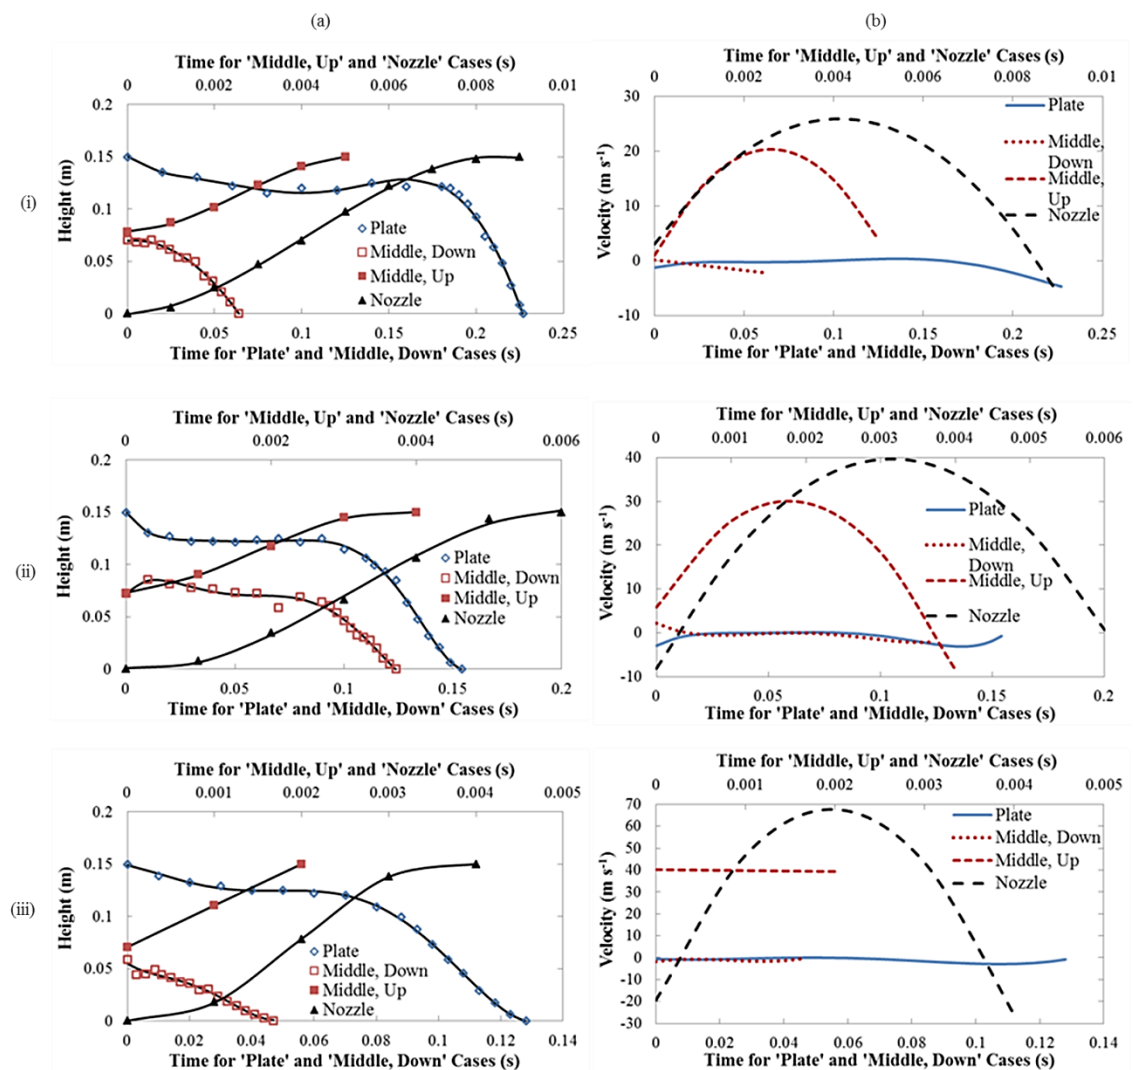 (a)
(b)
(i)
Time for 'Middle, Up' and 'Nozzle' Cases (s)
0 0.002 0.004 0.006 0.008 0.01
0.2
0.15
0.1
0.05
0
Height (m)
Plate
Middle, Down
Middle, Up
Nozzle
0 0.05 0.1 0.15 0.2 0.25
Time for 'Plate' and 'Middle, Down' Cases (s)
Time for 'Middle, Up' and 'Nozzle' Cases (s)
0 0.002 0.004 0.006 0.008 0.01
30
20
10
0
-10
Velocity (m s⁻¹)
Plate
Middle,
Down
Middle,
Up
Nozzle
0 0.05 0.1 0.15 0.2 0.25
Time for 'Plate' and 'Middle, Down' Cases (s)
(ii)
Time for 'Middle, Up' and 'Nozzle' Cases (s)
0 0.002 0.004 0.006
0.2
0.15
0.1
0.05
0
Height (m)
Plate
Middle, Down
Middle, Up
Nozzle
0 0.05 0.1 0.15 0.2
Time for 'Plate' and 'Middle, Down' Cases (s)
Time for 'Middle, Up' and 'Nozzle' Cases (s)
0 0.001 0.002 0.003 0.004 0.005 0.006
40
30
20
10
0
-10
Velocity (m s⁻¹)
Plate
Middle,
Down
Middle, Up
Nozzle
0 0.05 0.1 0.15 0.2
Time for 'Plate' and 'Middle, Down' Cases (s)
(iii)
Time for 'Middle, Up' and 'Nozzle' Cases (s)
0 0.001 0.002 0.003 0.004 0.005
0.2
0.15
0.1
0.05
0
Height (m)
Plate
Middle, Down
Middle, Up
Nozzle
0 0.02 0.04 0.06 0.08 0.1 0.12 0.14
Time for 'Plate' and 'Middle, Down' Cases (s)
Time for 'Middle, Up' and 'Nozzle' Cases (s)
0 0.001 0.002 0.003 0.004 0.005
70
60
50
40
30
20
10
0
-10
-20
-30
Velocity (m s⁻¹)
Plate
Middle, Down
Middle, Up
Nozzle
0 0.02 0.04 0.06 0.08 0.1 0.12 0.14
Time for 'Plate' and 'Middle, Down' Cases (s)